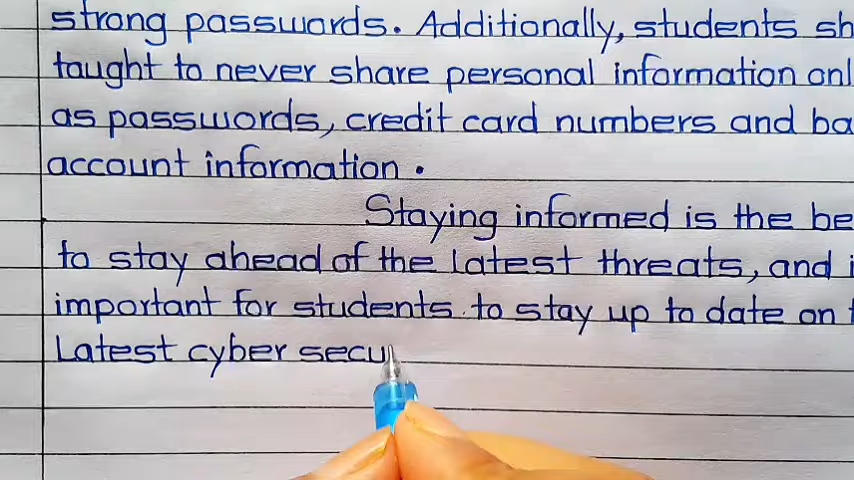 strong passwords. Additionally, students sh
taught to never share personal information onl
as passwords, credit card numbers and ba
account information.
Staying informed is the be
to stay ahead of the latest threats, and i
important for students to stay up to date on t
Latest cyber secu